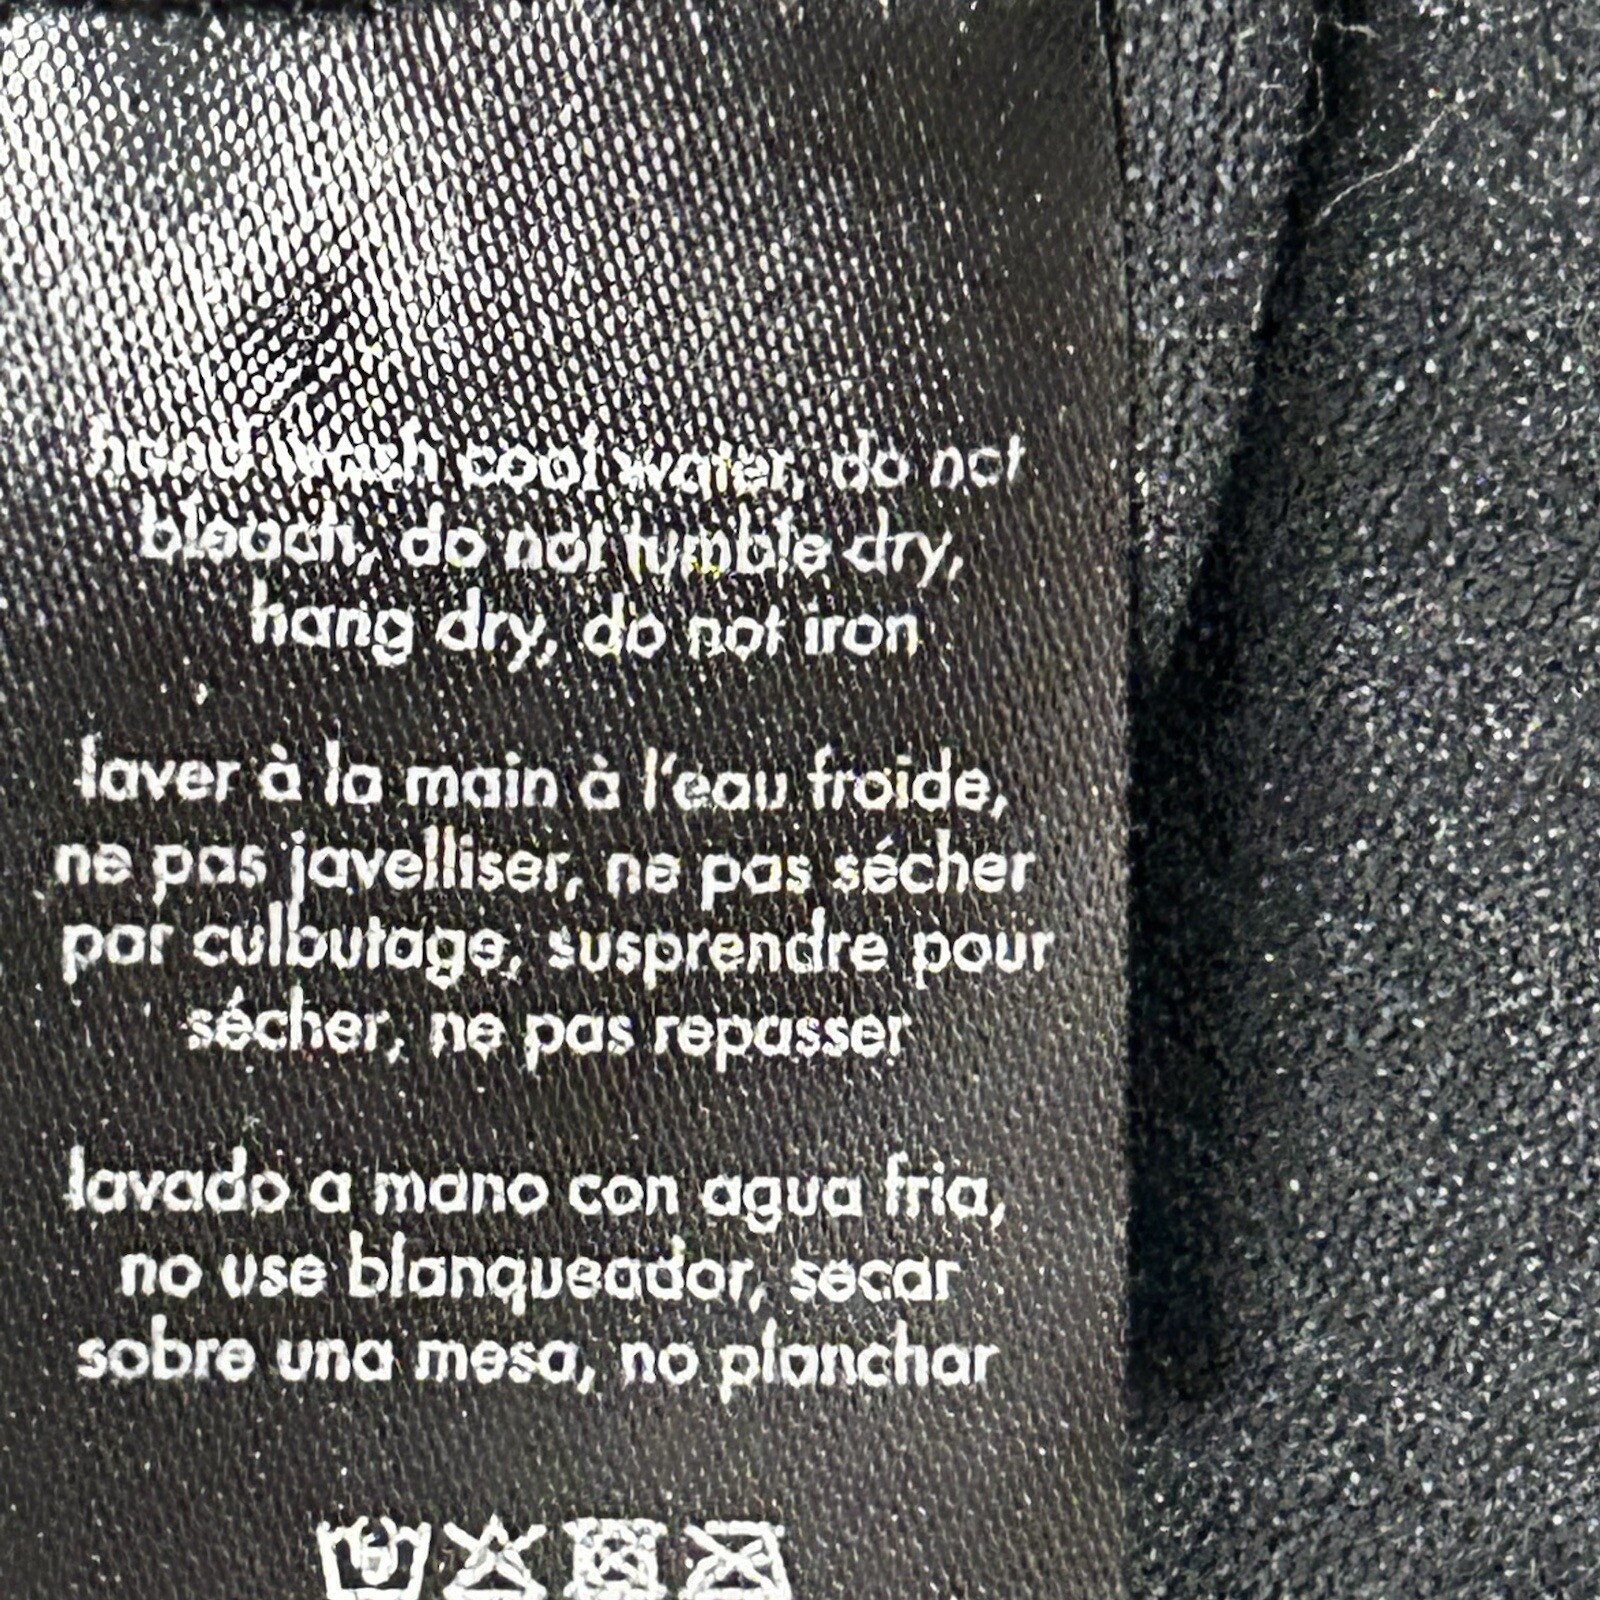 hand wash cool water, do not
bleach, do not tumble dry,
hang dry, do not iron
laver à la main à l'eau froide,
ne pas javelliser, ne pas sécher
par culbutage, susprendre pour
sécher, ne pas repasser
lavado a mano con agua fria,
no use blanqueador, secar
sobre una mesa, no planchar